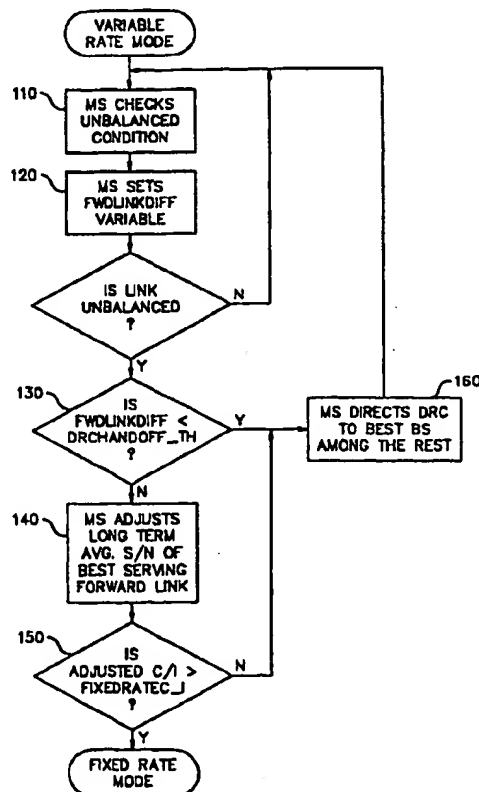 VARIABLE
RATE MODE
110
MS CHECKS
UNBALANCED
CONDITION
120
MS SETS
FWDLINKDIFF
VARIABLE
IS LINK
UNBALANCED
?
N
Y
130
IS
FWDLINKDIFF <
DRCHANDOFF_TH
?
Y
N
160
MS DIRECTS DRC
TO BEST BS
AMONG THE REST
140
MS ADJUSTS
LONG TERM
AVG. S/N OF
BEST SERVING
FORWARD LINK
150
IS
ADJUSTED C/I >
FIXEDRATEC_I
?
N
Y
FIXED RATE
MODE